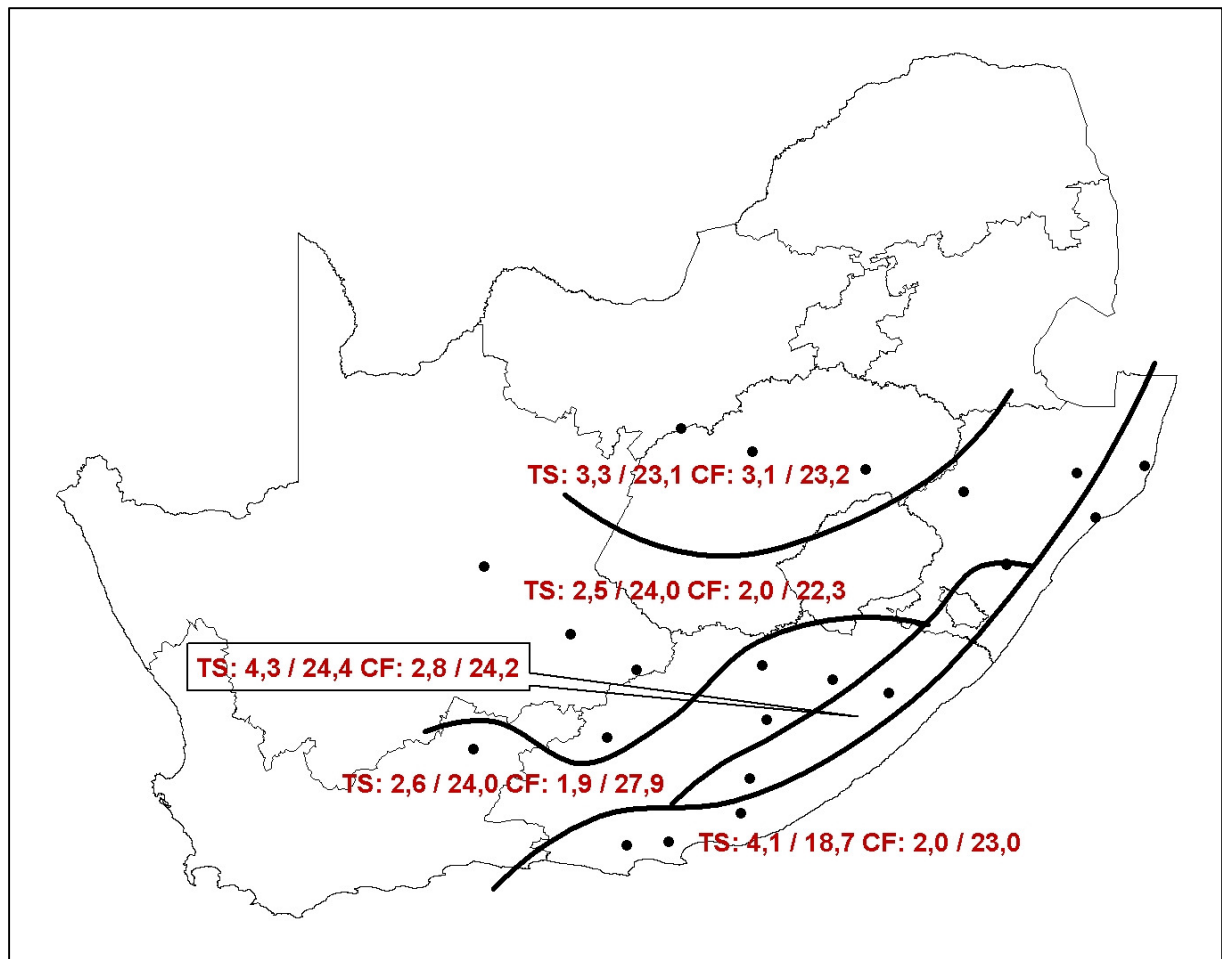 TS: 3,3 / 23,1 CF: 3,1 / 23,2
TS: 2,5 / 24,0 CF: 2,0 / 22,3
TS: 4,3 / 24,4 CF: 2,8 / 24,2
TS: 2,6 / 24,0 CF: 1,9 / 27,9
TS: 4,1 / 18,7 CF: 2,0 / 23,0